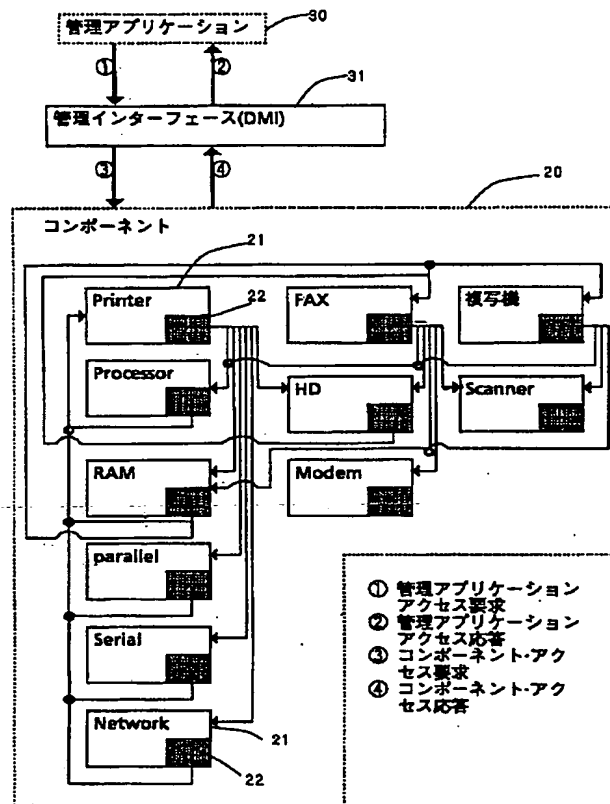 管理アプリケーション
30
①
②
31
管理インターフェース(DMI)
③
④
20
コンポーネント
21
Printer
22
FAX
複写機
Processor
HD
Scanner
RAM
Modem
parallel
Serial
Network
21
22
① 管理アプリケーション
アクセス要求
② 管理アプリケーション
アクセス応答
③ コンポーネント・アク
セス要求
④ コンポーネント・アク
セス応答